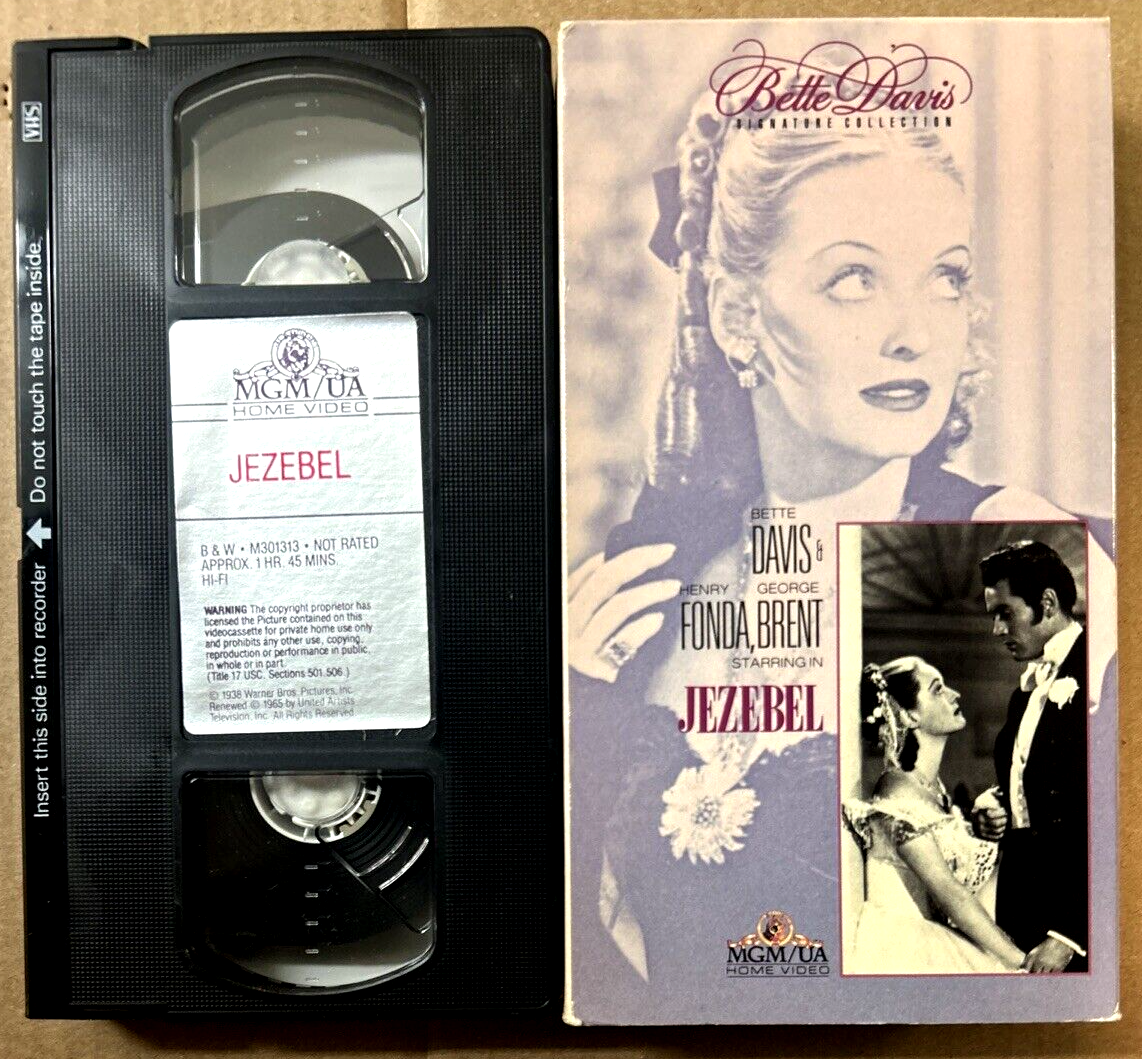 VHS
Insert this side into recorder Do not touch the tape inside.
MGM/UA
HOME VIDEO
JEZEBEL
B & W • M301313 • NOT RATED
APPROX. 1 HR. 45 MINS.
HI-FI
WARNING The copyright proprietor has
licensed the Picture contained on this
videocassette for private home use only
and prohibits any other use, copying,
reproduction or performance in public,
in whole or in part.
(Title 17 USC. Sections 501.506.)
© 1938 Warner Bros. Pictures, Inc.
Renewed © 1965 by United Artists
Television, Inc. All Rights Reserved
Bette Davis
SIGNATURE COLLECTION
BETTE
DAVIS &
HENRY GEORGE
FONDA, BRENT
STARRING IN
JEZEBEL
MGM/UA
HOME VIDEO